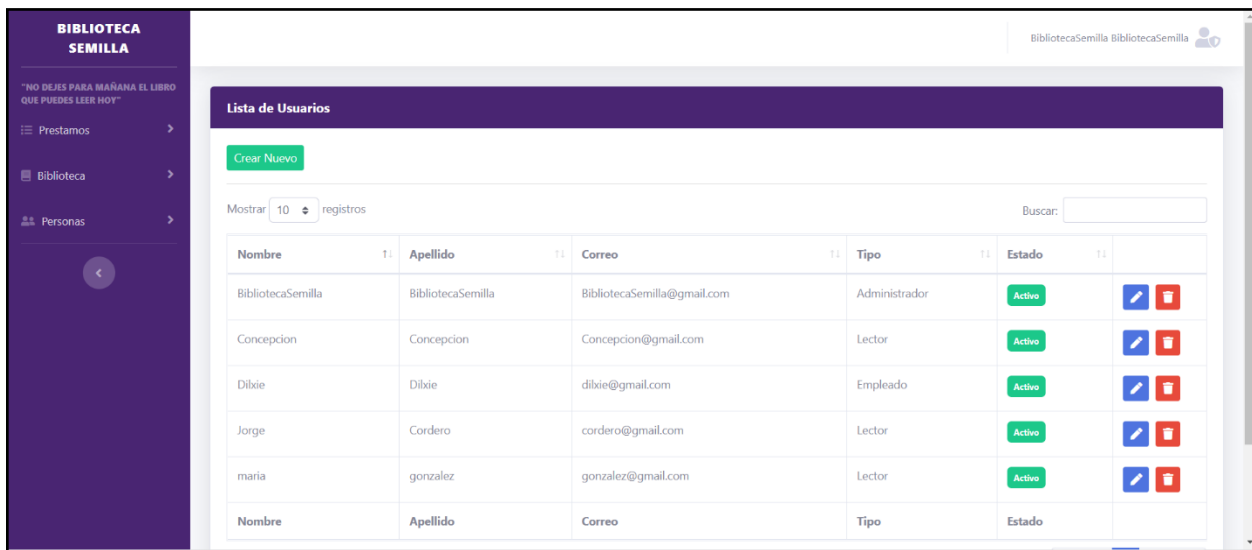 BIBLIOTECA
SEMILLA
BibliotecaSemilla BibliotecaSemilla
"NO DEJES PARA MAÑANA EL LIBRO
QUE PUEDES LEER HOY"
Prestamos
Biblioteca
Personas
Lista de Usuarios
Crear Nuevo
Mostrar 10 registros Buscar:
Nombre Apellido Correo Tipo Estado
BibliotecaSemilla BibliotecaSemilla BibliotecaSemilla@gmail.com Administrador Activo
Concepcion Concepcion Concepcion@gmail.com Lector Activo
Dilxie Dilxie dilxie@gmail.com Empleado Activo
Jorge Cordero cordero@gmail.com Lector Activo
maria gonzalez gonzalez@gmail.com Lector Activo
Nombre Apellido Correo Tipo Estado